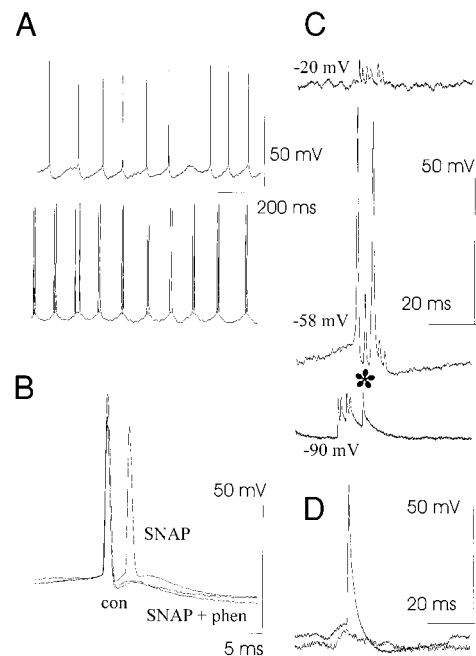 A
50 mV
200 ms
B
50 mV
SNAP
con
SNAP + phen
5 ms
C
-20 mV
50 mV
20 ms
-58 mV
-90 mV
D
50 mV
20 ms